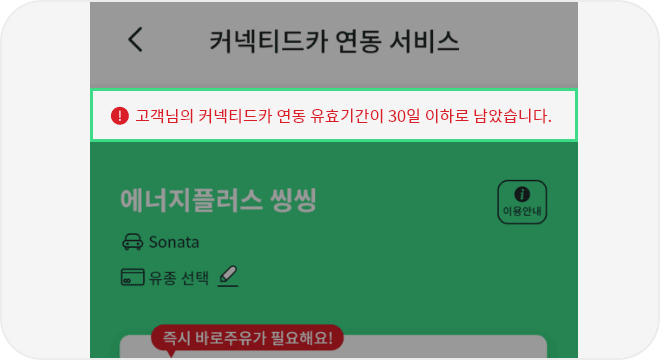 커넥티드카 연동 서비스
고객님의 커넥티드카 연동 유효기간이 30일 이하로 남았습니다.
에너지플러스 씽씽
이용안내
Sonata
유종 선택
즉시 바로주유가 필요해요!